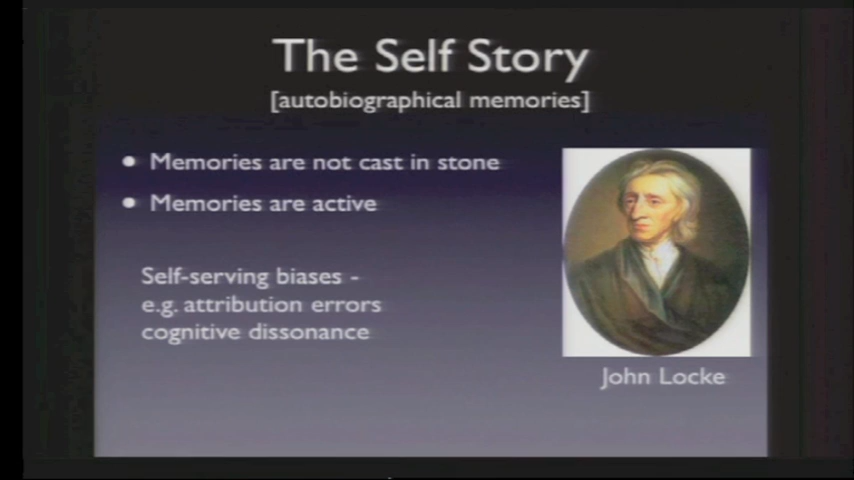 The Self Story
[autobiographical memories]
• Memories are not cast in stone
• Memories are active
Self-serving biases -
e.g. attribution errors
cognitive dissonance
John Locke